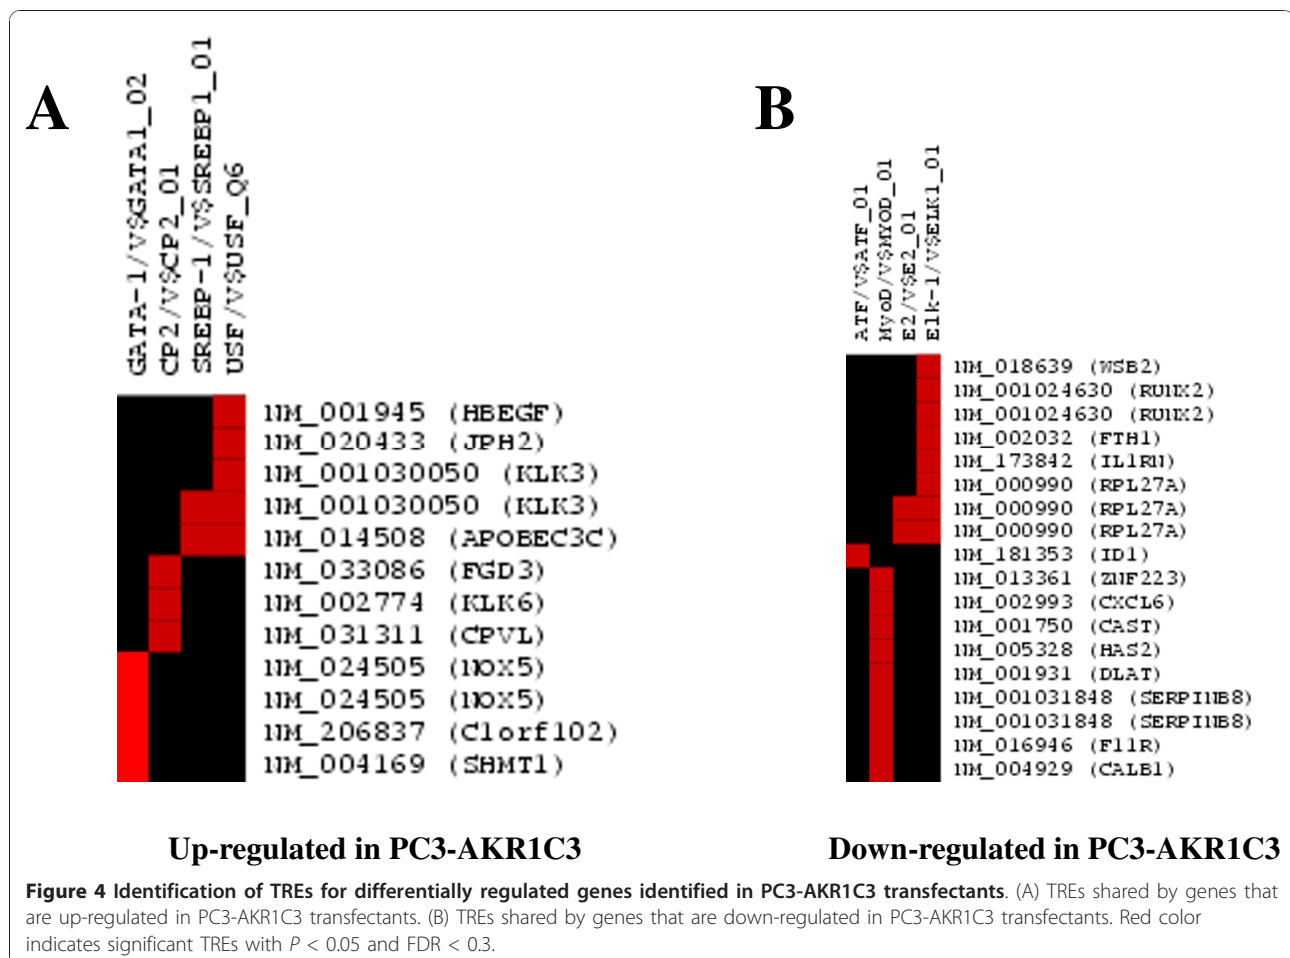 A
GATA-1/V$GATA1_02
CP2/V$CP2_01
SREBP-1/V$SREBP1_01
USF/V$USF_Q6
NM_001945 (HBEGF)
NM_020433 (JPH2)
NM_001030050 (KLK3)
NM_001030050 (KLK3)
NM_014508 (APOBEC3C)
NM_033086 (FGD3)
NM_002774 (KLK6)
NM_031311 (CPVL)
NM_024505 (NOX5)
NM_024505 (NOX5)
NM_206837 (C1orf102)
NM_004169 (SHMT1)
Up-regulated in PC3-AKR1C3
B
ATF/V$ATF_01
MyoD/V$MYOD_01
E2/V$E2_01
Elk-1/V$ELK1_01
NM_018639 (WSB2)
NM_001024630 (RUNX2)
NM_001024630 (RUNX2)
NM_002032 (FTH1)
NM_173842 (IL1RN)
NM_000990 (RPL27A)
NM_000990 (RPL27A)
NM_000990 (RPL27A)
NM_181353 (ID1)
NM_013361 (ZNF223)
NM_002993 (CXCL6)
NM_001750 (CAST)
NM_005328 (HAS2)
NM_001931 (DLAT)
NM_001031848 (SERPINB8)
NM_001031848 (SERPINB8)
NM_016946 (F11R)
NM_004929 (CALB1)
Down-regulated in PC3-AKR1C3
Figure 4 Identification of TREs for differentially regulated genes identified in PC3-AKR1C3 transfectants. (A) TREs shared by genes that
are up-regulated in PC3-AKR1C3 transfectants. (B) TREs shared by genes that are down-regulated in PC3-AKR1C3 transfectants. Red color
indicates significant TREs with P < 0.05 and FDR < 0.3.